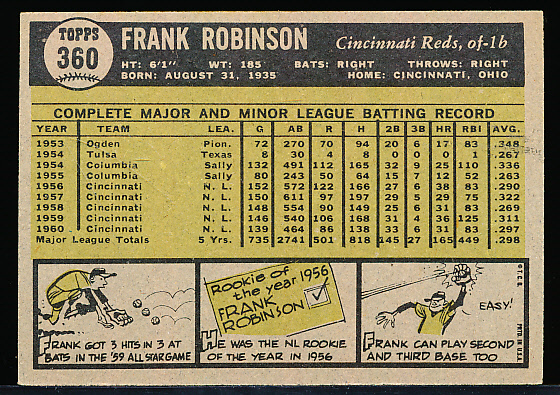 TOPPS
360
FRANK ROBINSON Cincinnati Reds, of-1b
HT: 6'1" WT: 185 BATS: RIGHT THROWS: RIGHT
BORN: AUGUST 31, 1935 HOME: CINCINNATI, OHIO
COMPLETE MAJOR AND MINOR LEAGUE BATTING RECORD
YEAR TEAM LEA. G AB R H 2B 3B HR RBI AVG.
1953 Ogden Pion. 72 270 70 94 20 6 17 83 .348
1954 Tulsa Texas 8 30 4 8 0 0 0 1 .267
1954 Columbia Sally 132 491 112 165 32 9 25 110 .336
1955 Columbia Sally 80 243 50 64 15 7 12 52 .263
1956 Cincinnati N. L. 152 572 122 166 27 6 38 83 .290
1957 Cincinnati N. L. 150 611 97 197 29 5 29 75 .322
1958 Cincinnati N. L. 148 554 90 149 25 6 31 83 .269
1959 Cincinnati N. L. 146 540 106 168 31 4 36 125 .311
1960 Cincinnati N. L. 139 464 86 138 33 6 31 83 .297
Major League Totals 5 Yrs. 735 2741 501 818 145 27 165 449 .298
FRANK GOT 3 HITS IN 3 AT
BATS IN THE '59 ALL STAR GAME
Rookie of
the year 1956
FRANK
ROBINSON
HE WAS THE NL ROOKIE
OF THE YEAR IN 1956
EASY!
FRANK CAN PLAY SECOND
AND THIRD BASE TOO
© T.C.G. PRTD. IN U.S.A.